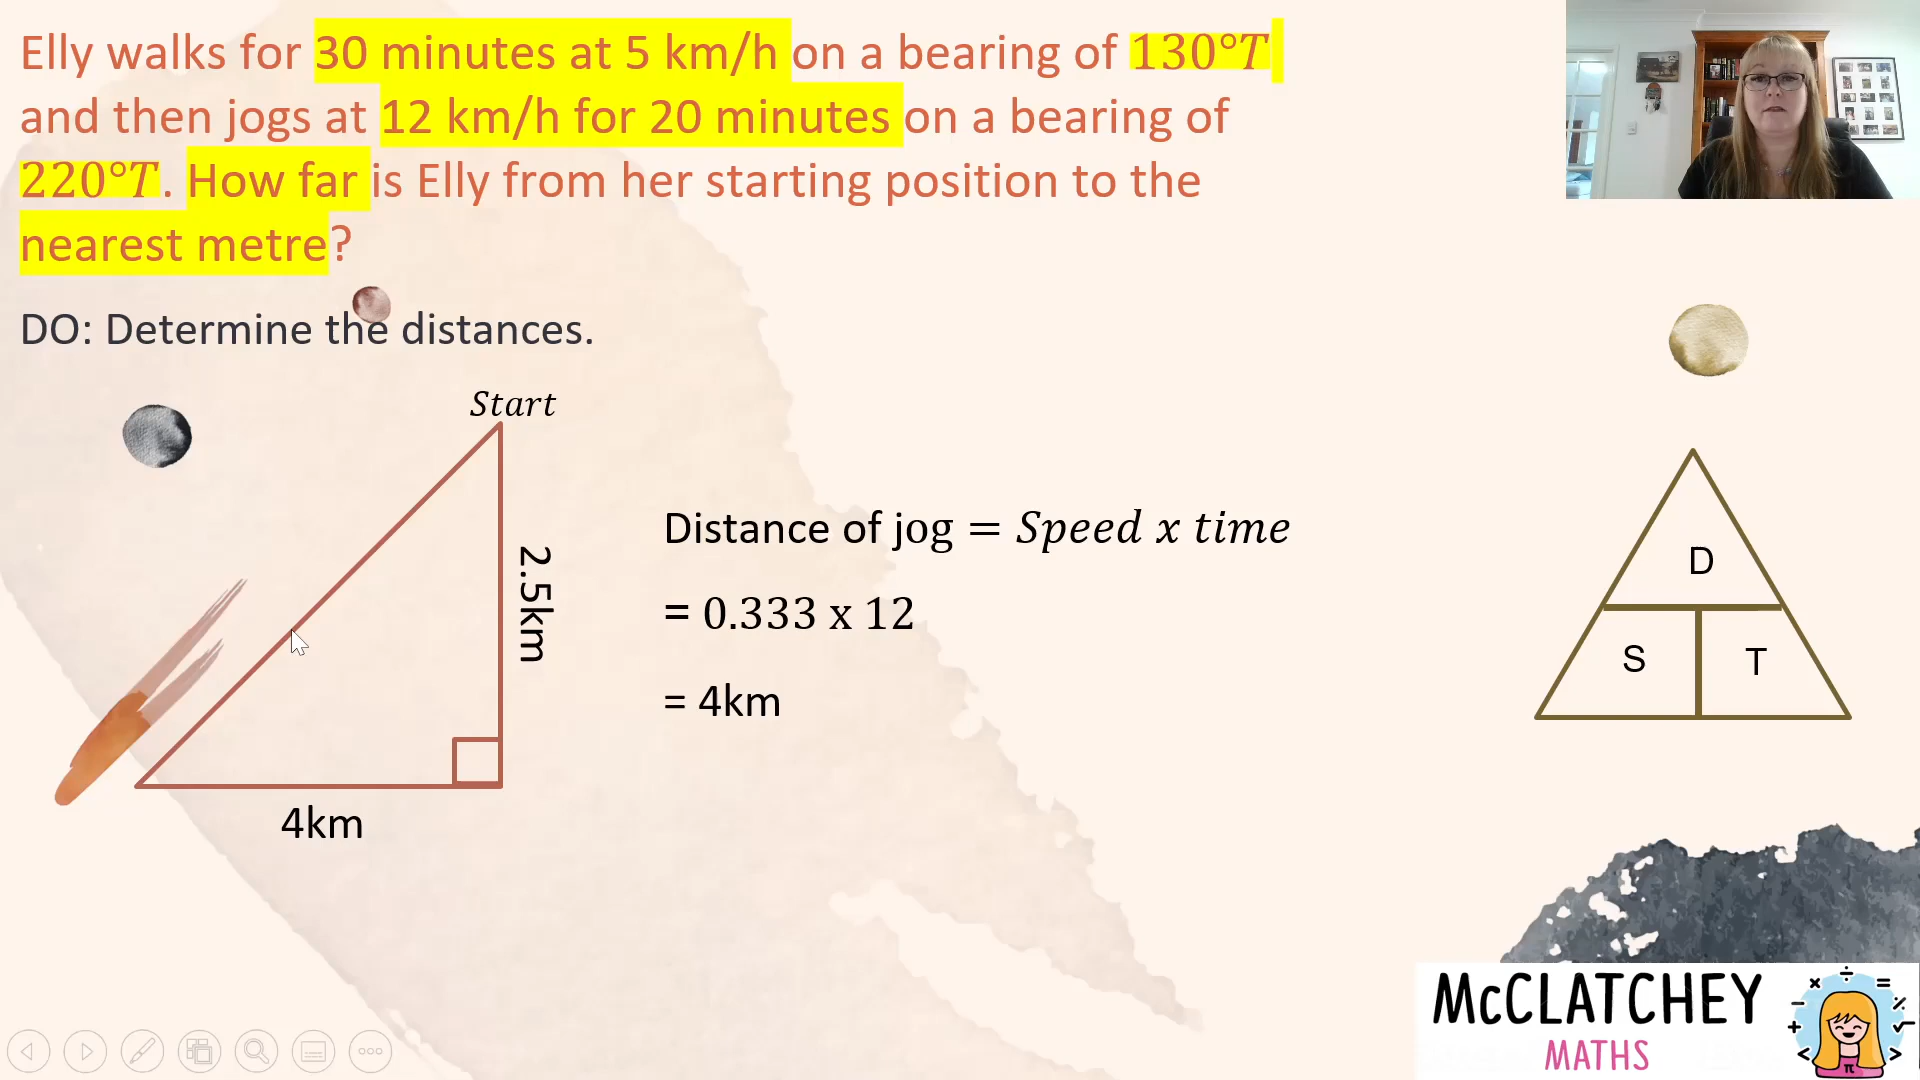 Elly walks for 30 minutes at 5 km/h on a bearing of 130°T
and then jogs at 12 km/h for 20 minutes on a bearing of
220°T. How far is Elly from her starting position to the
nearest metre?
DO: Determine the distances.
Start
2.5km
4km
Distance of jog = Speed x time
= 0.333 x 12
= 4km
D
S T
McCLATCHEY
MATHS